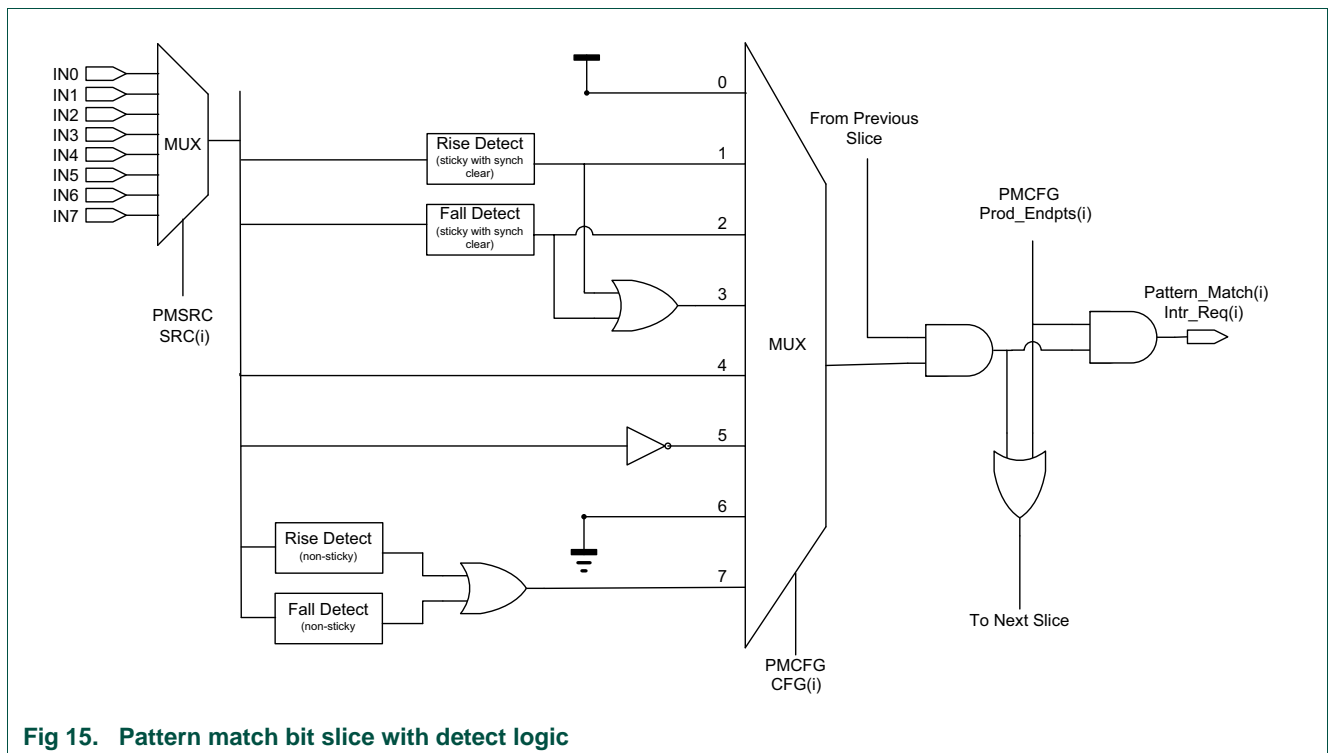 IN0
IN1
IN2
IN3
IN4
IN5
IN6
IN7
MUX
PMSRC
SRC(i)
Rise Detect
(sticky with synch
clear)
Fall Detect
(sticky with synch
clear)
Rise Detect
(non-sticky)
Fall Detect
(non-sticky
0
1
2
3
4
5
6
7
MUX
PMCFG
CFG(i)
From Previous
Slice
PMCFG
Prod_Endpts(i)
Pattern_Match(i)
Intr_Req(i)
To Next Slice
Fig 15. Pattern match bit slice with detect logic